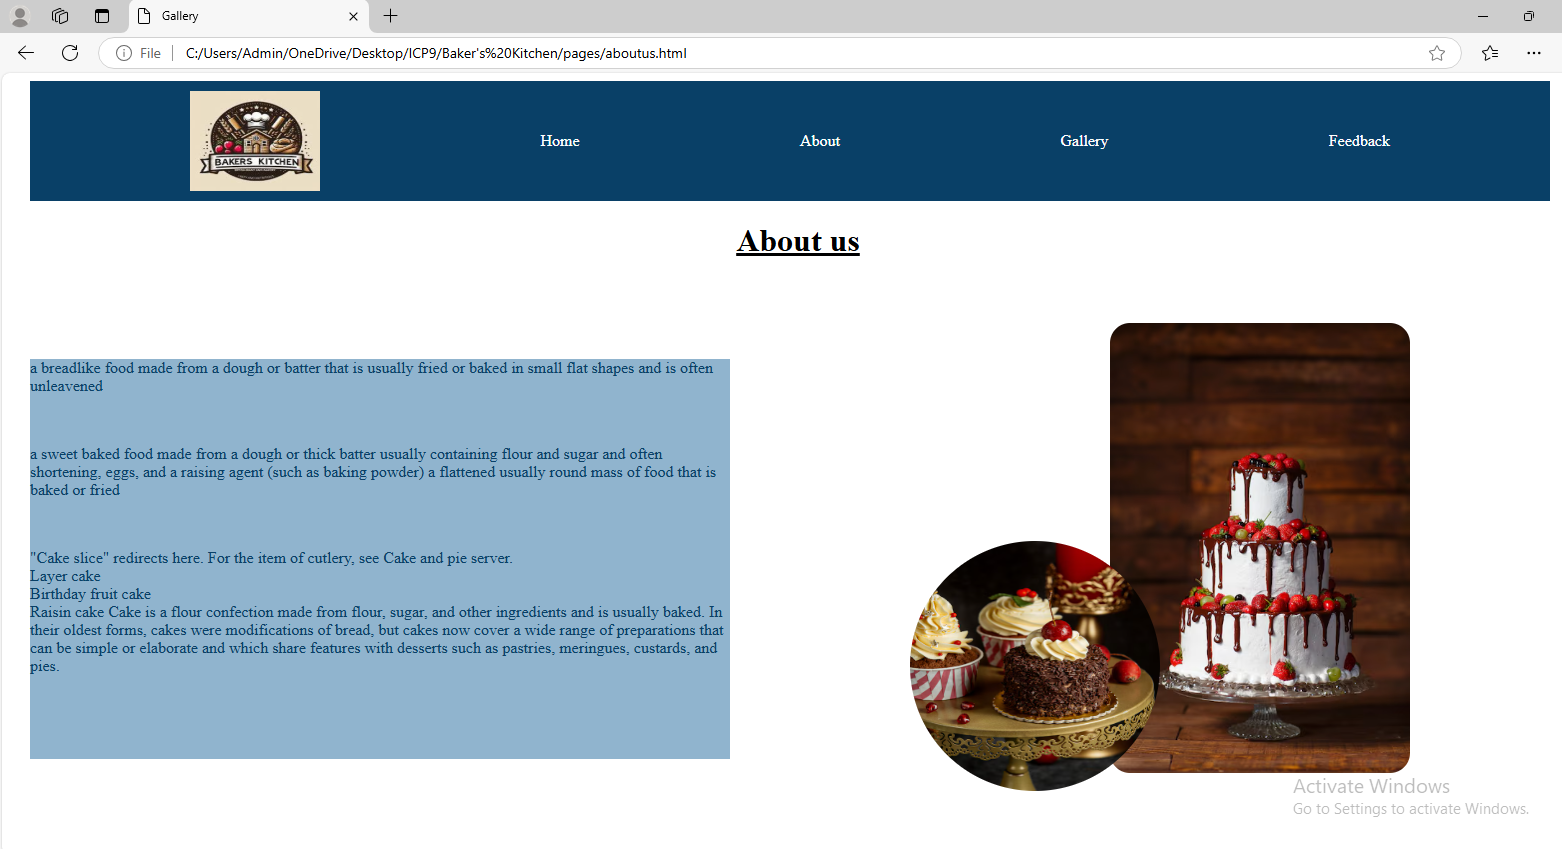 Gallery
File
C:/Users/Admin/OneDrive/Desktop/ICP9/Baker's%20Kitchen/pages/aboutus.html
BAKERS KITCHEN
Home
About
Gallery
Feedback
About us
a breadlike food made from a dough or batter that is usually fried or baked in small flat shapes and is often
unleavened
a sweet baked food made from a dough or thick batter usually containing flour and sugar and often
shortening, eggs, and a raising agent (such as baking powder) a flattened usually round mass of food that is
baked or fried
"Cake slice" redirects here. For the item of cutlery, see Cake and pie server.
Layer cake
Birthday fruit cake
Raisin cake Cake is a flour confection made from flour, sugar, and other ingredients and is usually baked. In
their oldest forms, cakes were modifications of bread, but cakes now cover a wide range of preparations that
can be simple or elaborate and which share features with desserts such as pastries, meringues, custards, and
pies.
Activate Windows
Go to Settings to activate Windows.